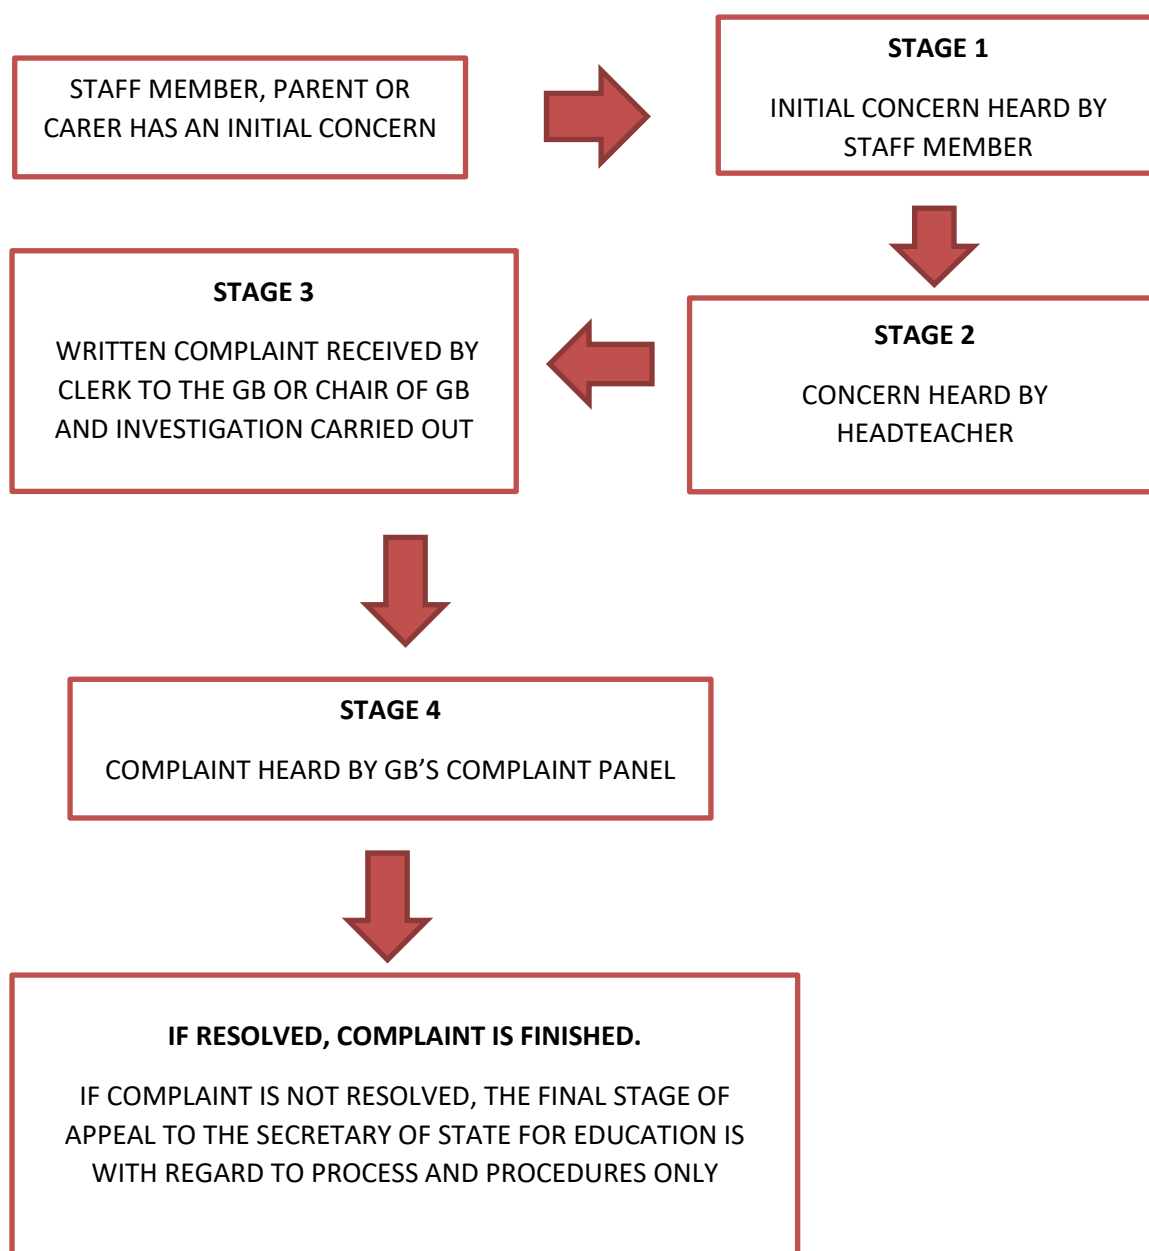 STAFF MEMBER, PARENT OR
CARER HAS AN INITIAL CONCERN
STAGE 1
INITIAL CONCERN HEARD BY
STAFF MEMBER
STAGE 2
CONCERN HEARD BY
HEADTEACHER
STAGE 3
WRITTEN COMPLAINT RECEIVED BY
CLERK TO THE GB OR CHAIR OF GB
AND INVESTIGATION CARRIED OUT
STAGE 4
COMPLAINT HEARD BY GB’S COMPLAINT PANEL
IF RESOLVED, COMPLAINT IS FINISHED.
IF COMPLAINT IS NOT RESOLVED, THE FINAL STAGE OF
APPEAL TO THE SECRETARY OF STATE FOR EDUCATION IS
WITH REGARD TO PROCESS AND PROCEDURES ONLY